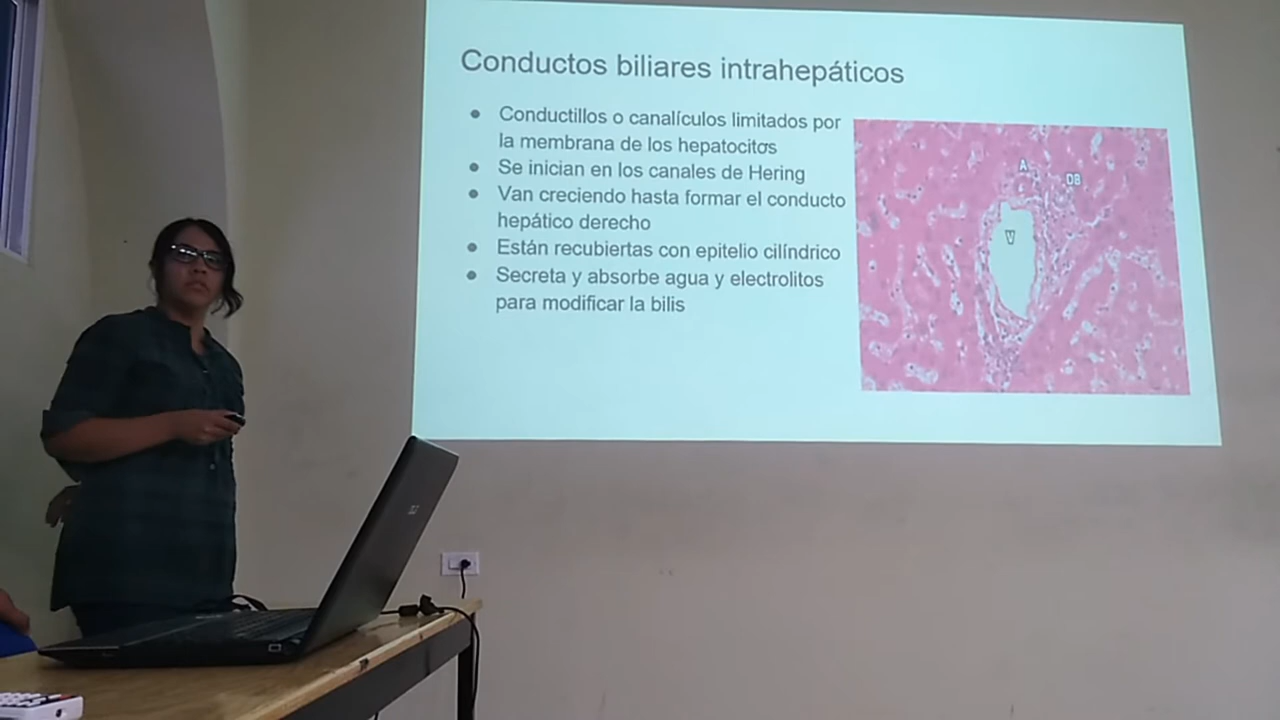 Conductos biliares intrahepáticos
● Conductillos o canalículos limitados por
la membrana de los hepatocitos
● Se inician en los canales de Hering
● Van creciendo hasta formar el conducto
hepático derecho
● Están recubiertas con epitelio cilíndrico
● Secreta y absorbe agua y electrolitos
para modificar la bilis
A
DB
V